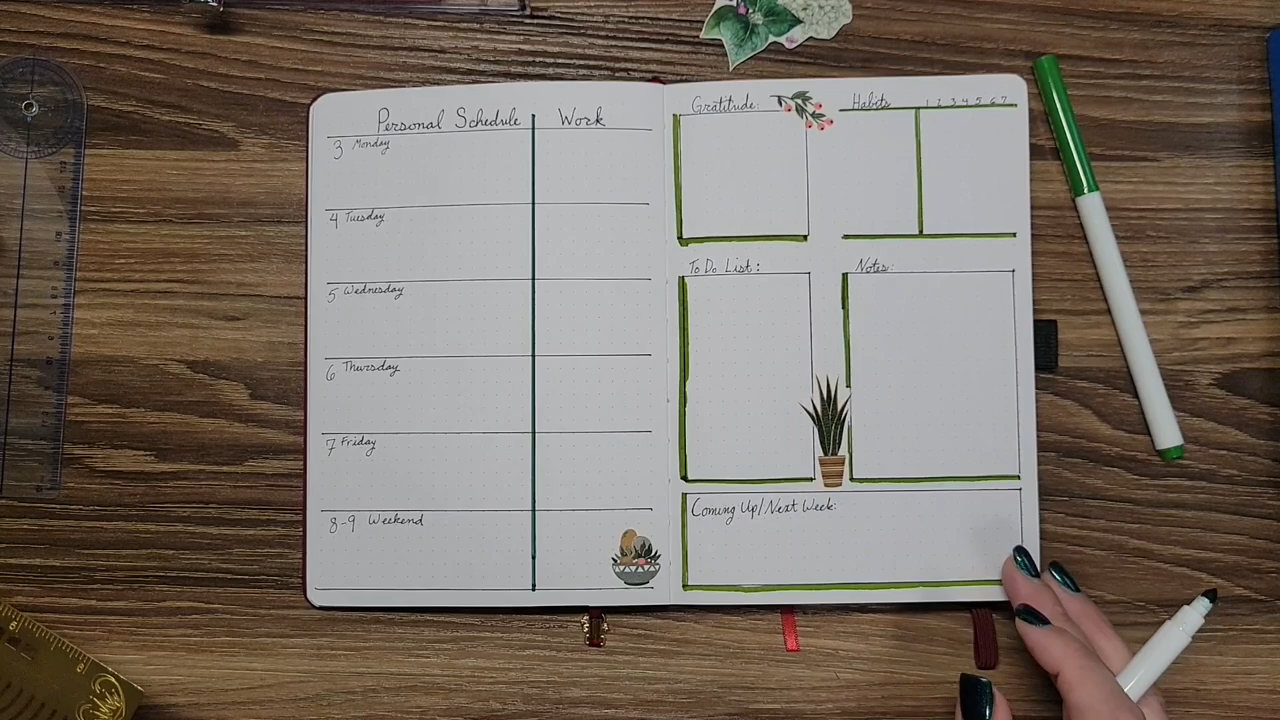 Personal Schedule Work
3 Monday
4 Tuesday
5 Wednesday
6 Thursday
7 Friday
8-9 Weekend
Gratitude:
Habits 1 2 3 4 5 6 7
To Do List:
Notes:
Coming Up/Next Week: